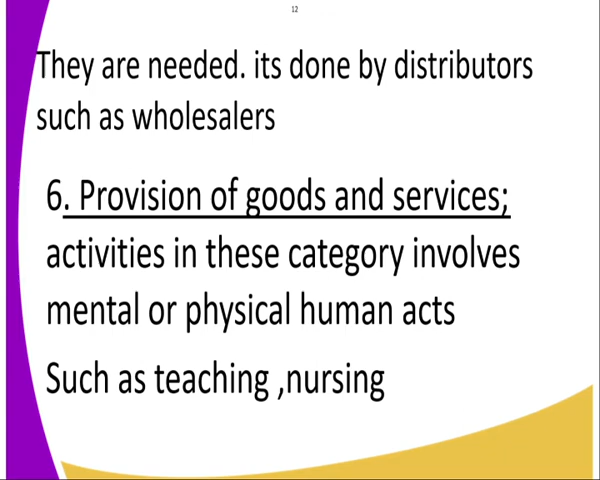 12
They are needed. its done by distributors
such as wholesalers
6. Provision of goods and services;
activities in these category involves
mental or physical human acts
Such as teaching ,nursing